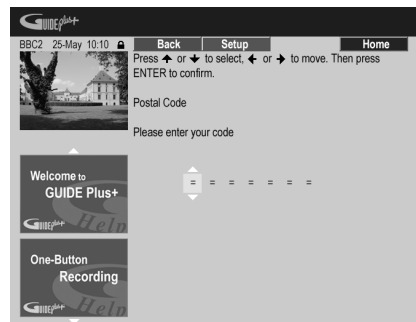 GUIDE plus+
BBC2 25-May 10:10 Back Setup Home
Press ↑ or ↓ to select, ← or → to move. Then press
ENTER to confirm.
Postal Code
Please enter your code
= = = = = = =
Welcome to
GUIDE Plus+
GUIDE plus+ Help
One-Button
Recording
GUIDE plus+ Help